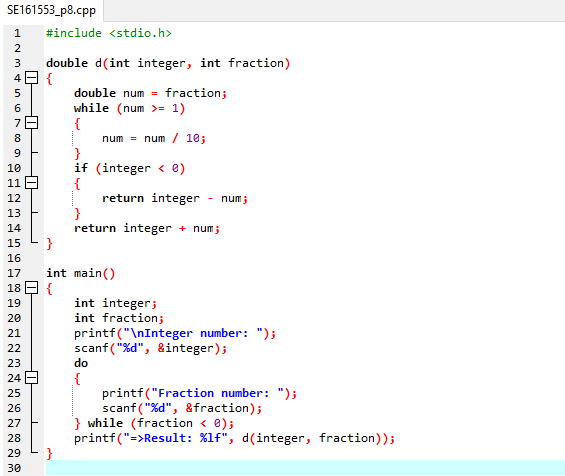 SE161553_p8.cpp
1 #include <stdio.h>
2
3 double d(int integer, int fraction)
4 {
5 double num = fraction;
6 while (num >= 1)
7 {
8 num = num / 10;
9 }
10 if (integer < 0)
11 {
12 return integer - num;
13 }
14 return integer + num;
15 }
16
17 int main()
18 {
19 int integer;
20 int fraction;
21 printf("\nInteger number: ");
22 scanf("%d", &integer);
23 do
24 {
25 printf("Fraction number: ");
26 scanf("%d", &fraction);
27 } while (fraction < 0);
28 printf("=>Result: %lf", d(integer, fraction));
29 }
30